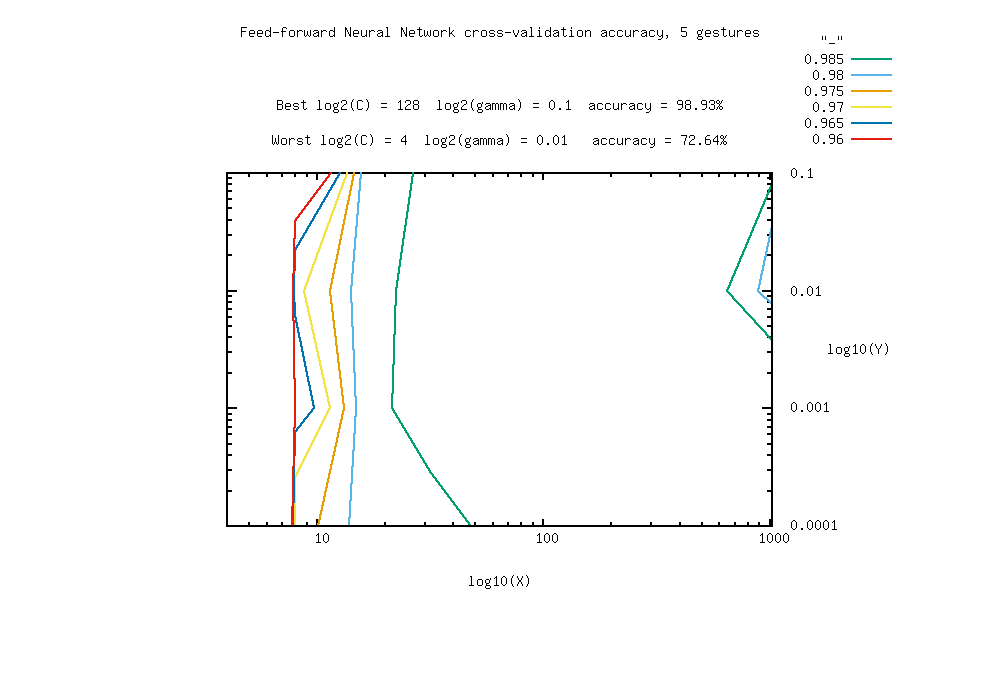 Feed-forward Neural Network cross-validation accuracy, 5 gestures
"_"
0.985
0.98
0.975
0.97
0.965
0.96
Best log2(C) = 128 log2(gamma) = 0.1 accuracy = 98.93%
Worst log2(C) = 4 log2(gamma) = 0.01 accuracy = 72.64%
0.1
0.01
log10(Y)
0.001
0.0001
10
100
1000
log10(X)